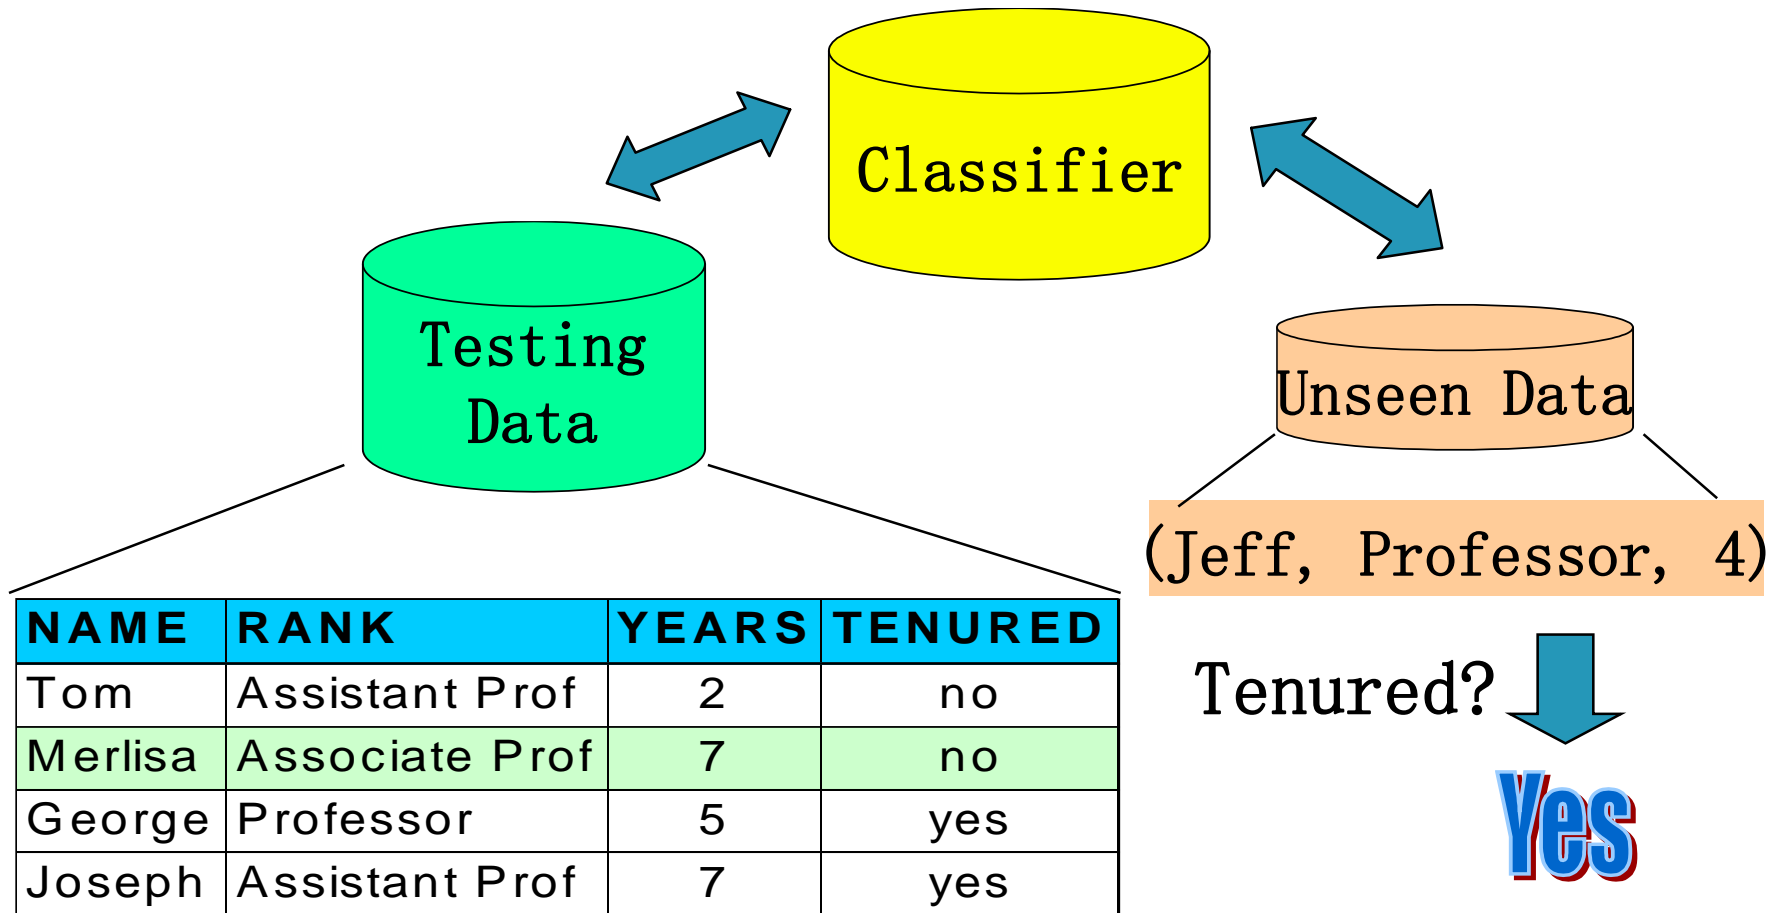 Classifier
Testing
Data
Unseen Data
(Jeff, Professor, 4)
NAME RANK YEARS TENURED
Tom Assistant Prof 2 no
Merlisa Associate Prof 7 no
George Professor 5 yes
Joseph Assistant Prof 7 yes
Tenured?
Yes